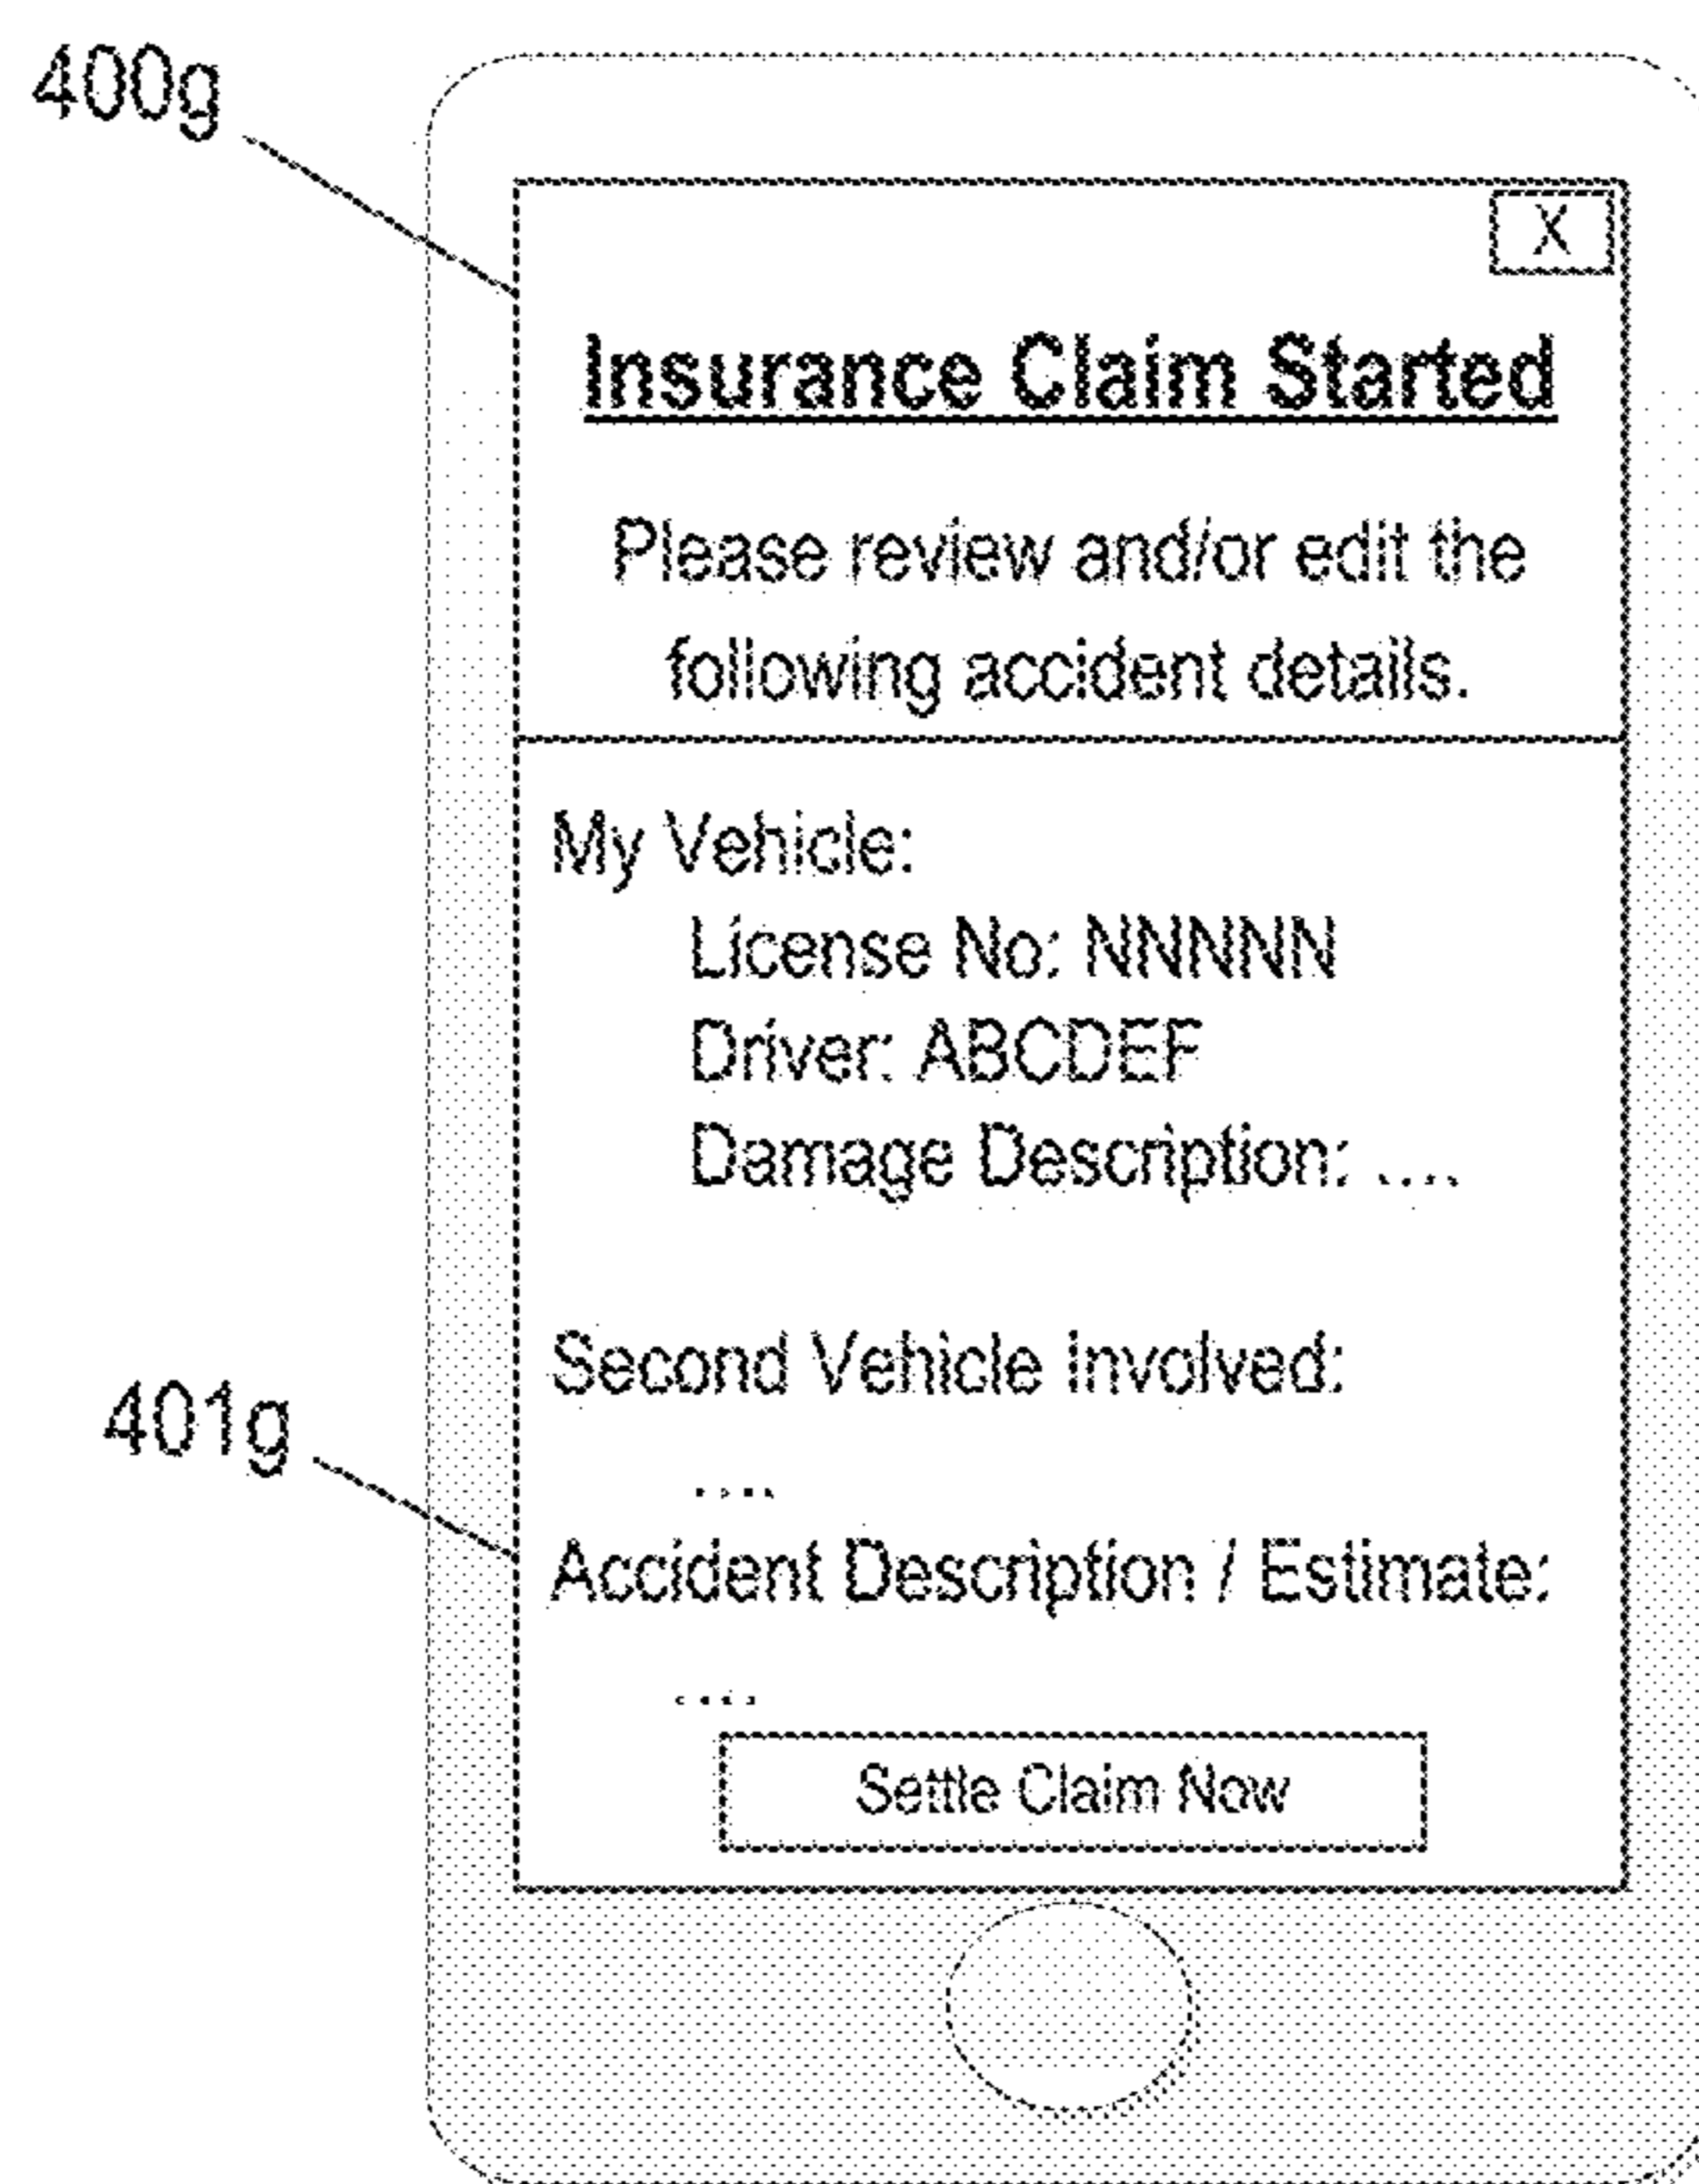 400g
X
Insurance Claim Started
Please review and/or edit the
following accident details.
My Vehicle:
License No: NNNNN
Driver: ABCDEF
Damage Description: ....
Second Vehicle Involved:
....
401g
Accident Description / Estimate:
....
Settle Claim Now